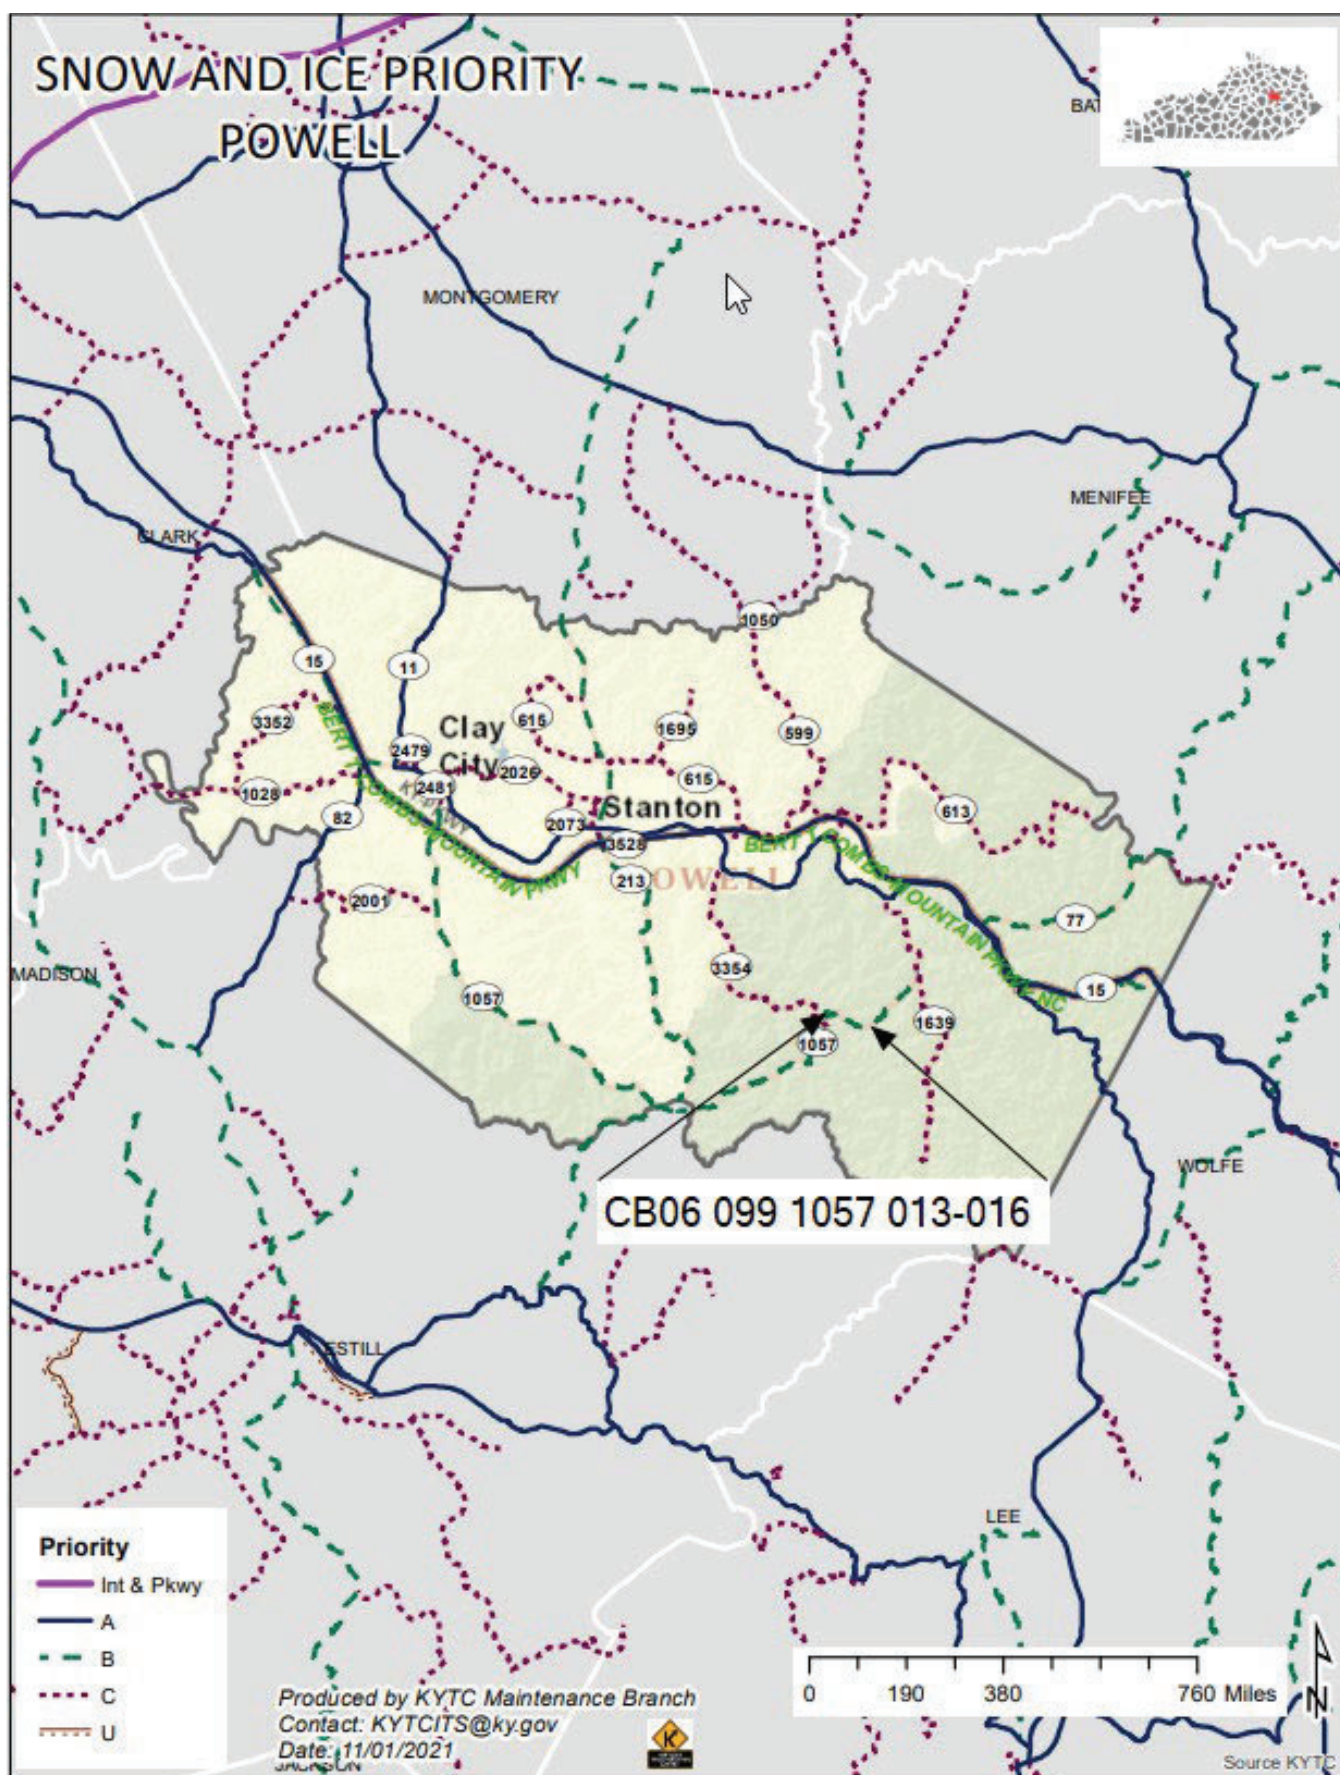 SNOW AND ICE PRIORITY
POWELL
MONTGOMERY
MENIFEE
CLARK
1050
15
11
3352
615
1695
599
Clay
City
2479
2026
2481
615
1028
82
613
Stanton
2073
3528
BERT T COMBS MOUNTAIN PKWY
BERT T COMBS MOUNTAIN PKWY NC
213
2001
77
MADISON
3354
15
1057
1639
1057
WOLFE
CB06 099 1057 013-016
ESTILL
LEE
Priority
Int & Pkwy
A
B
C
U
0 190 380 760 Miles
N
Produced by KYTC Maintenance Branch
Contact: KYTCITS@ky.gov
Date: 11/01/2021
JACKSON
Source KYTC